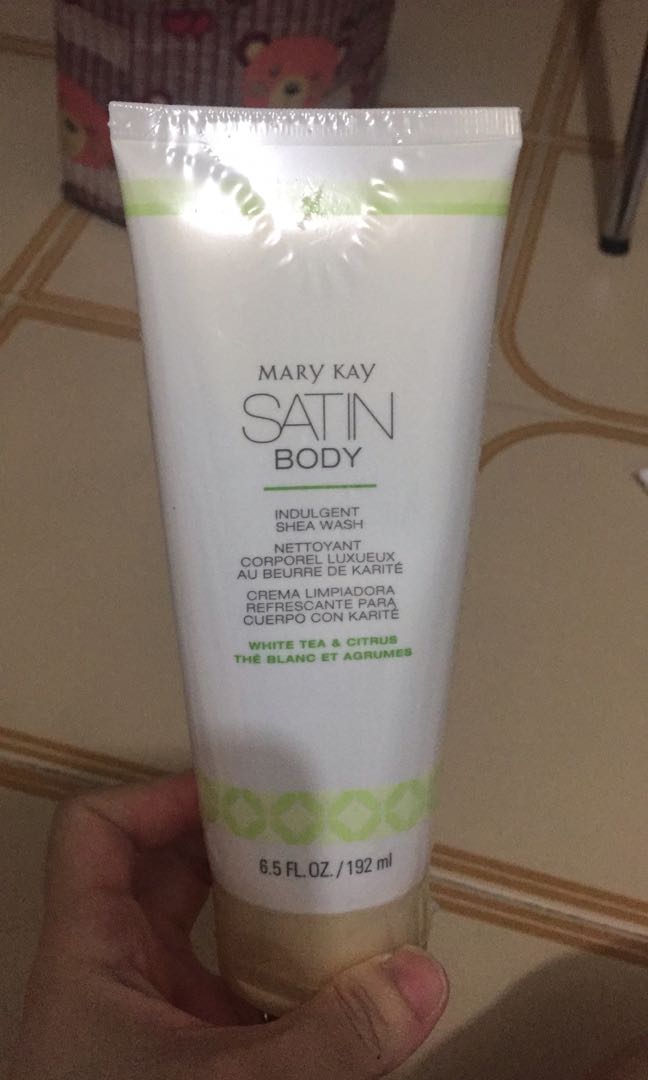 MARY KAY
SATIN
BODY
INDULGENT
SHEA WASH
NETTOYANT
CORPOREL LUXUEUX
AU BEURRE DE KARITÉ
CREMA LIMPIADORA
REFRESCANTE PARA
CUERPO CON KARITÉ
WHITE TEA & CITRUS
THÉ BLANC ET AGRUMES
6.5 FL. OZ. / 192 ml